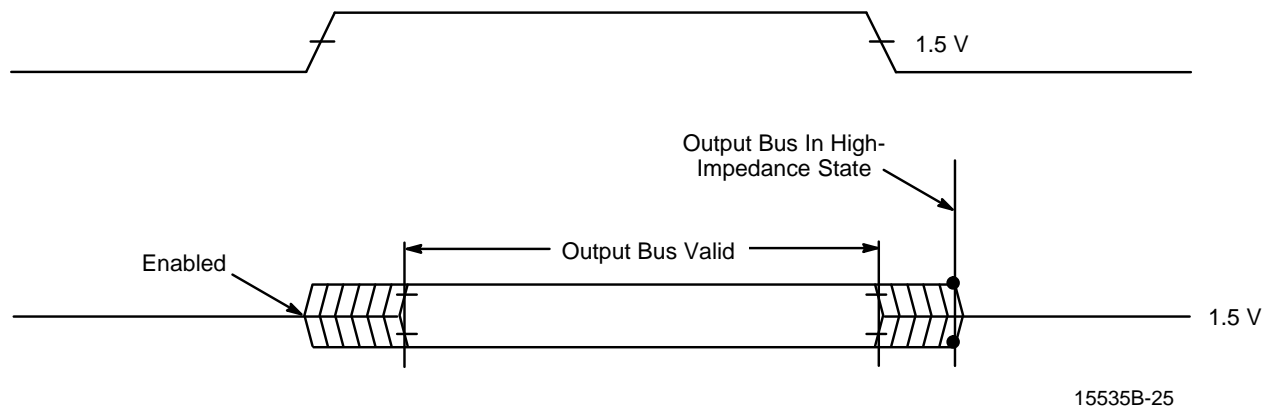 1.5 V
Output Bus In High-
Impedance State
Output Bus Valid
Enabled
1.5 V
15535B-25